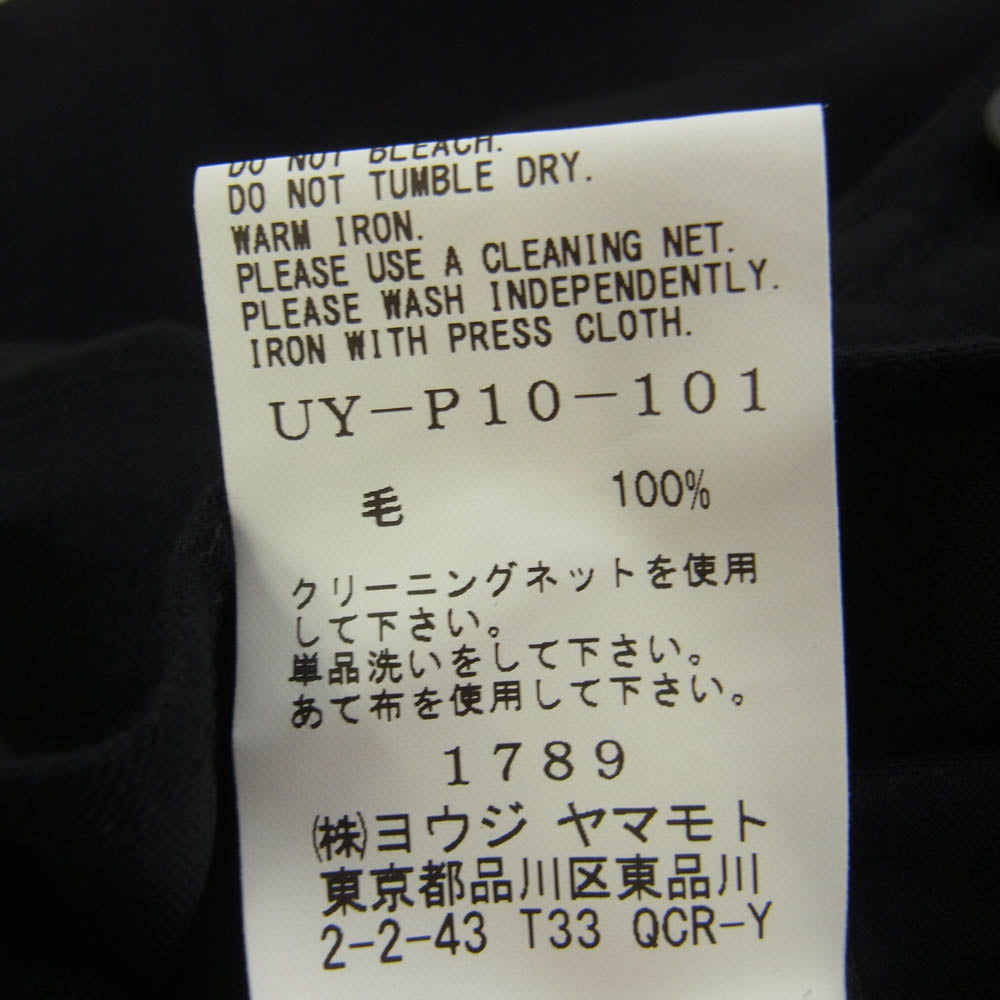 DO NOT BLEACH.
DO NOT TUMBLE DRY.
WARM IRON.
PLEASE USE A CLEANING NET.
PLEASE WASH INDEPENDENTLY.
IRON WITH PRESS CLOTH.
UY-P10-101
毛 100%
クリーニングネットを使用
して下さい。
単品洗いをして下さい。
あて布を使用して下さい。
1789
(株)ヨウジ ヤマモト
東京都品川区東品川
2-2-43 T33 QCR-Y